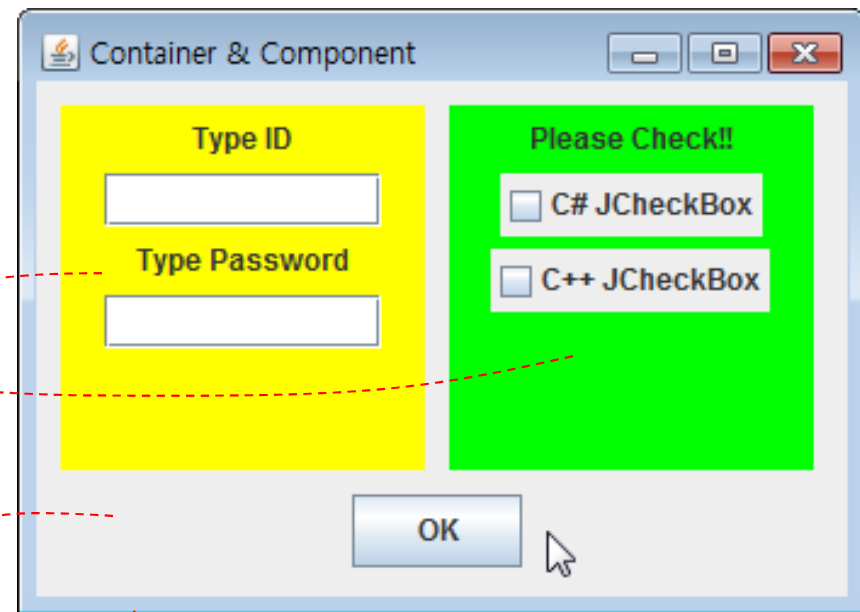 Container & Component
Type ID
Type Password
Please Check!!
C# JCheckBox
C++ JCheckBox
OK